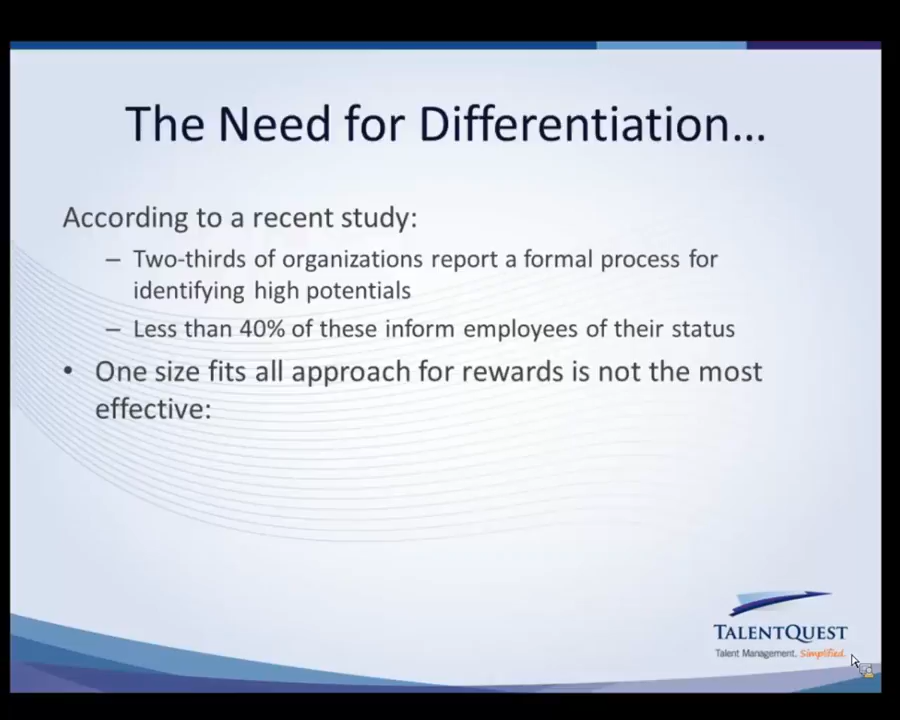 The Need for Differentiation...
According to a recent study:
– Two-thirds of organizations report a formal process for
identifying high potentials
– Less than 40% of these inform employees of their status
• One size fits all approach for rewards is not the most
effective:
TALENTQUEST
Talent Management. Simplified.